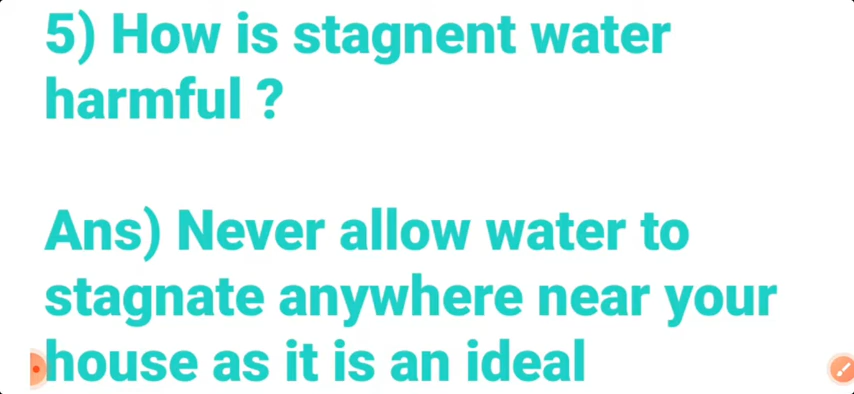 5) How is stagnent water
harmful ?
Ans) Never allow water to
stagnate anywhere near your
house as it is an ideal